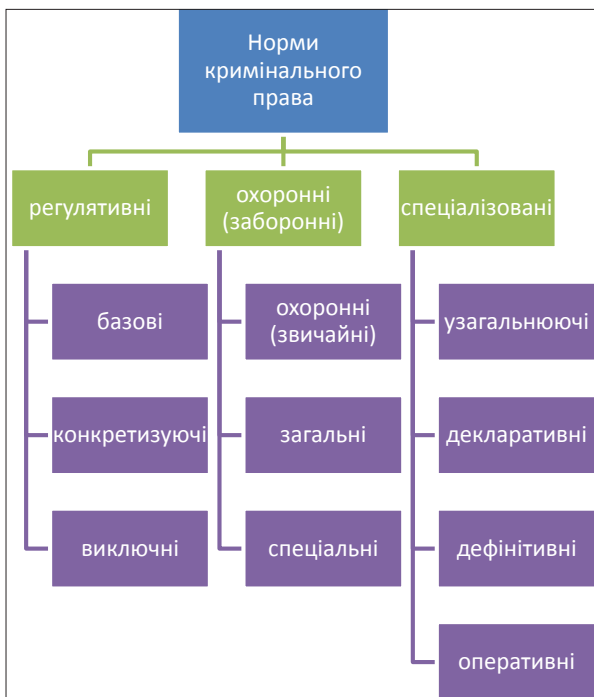 Норми
кримінального
права
регулятивні
охоронні
(заборонні)
спеціалізовані
базові
охоронні
(звичайні)
узагальнюючі
конкретизуючі
загальні
декларативні
виключні
спеціальні
дефінітивні
оперативні